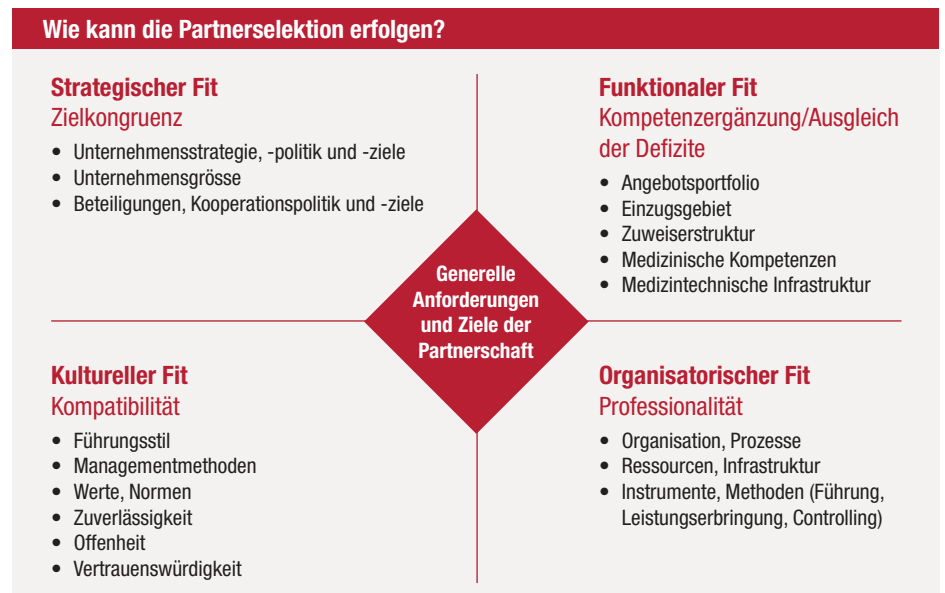 Wie kann die Partnerselektion erfolgen?
Strategischer Fit
Zielkongruenz
• Unternehmensstrategie, -politik und -ziele
• Unternehmensgrösse
• Beteiligungen, Kooperationspolitik und -ziele
Funktionaler Fit
Kompetenzergänzung/Ausgleich
der Defizite
• Angebotsportfolio
• Einzugsgebiet
• Zuweiserstruktur
• Medizinische Kompetenzen
• Medizintechnische Infrastruktur
Generelle
Anforderungen
und Ziele der
Partnerschaft
Kultureller Fit
Kompatibilität
• Führungsstil
• Managementmethoden
• Werte, Normen
• Zuverlässigkeit
• Offenheit
• Vertrauenswürdigkeit
Organisatorischer Fit
Professionalität
• Organisation, Prozesse
• Ressourcen, Infrastruktur
• Instrumente, Methoden (Führung,
Leistungserbringung, Controlling)